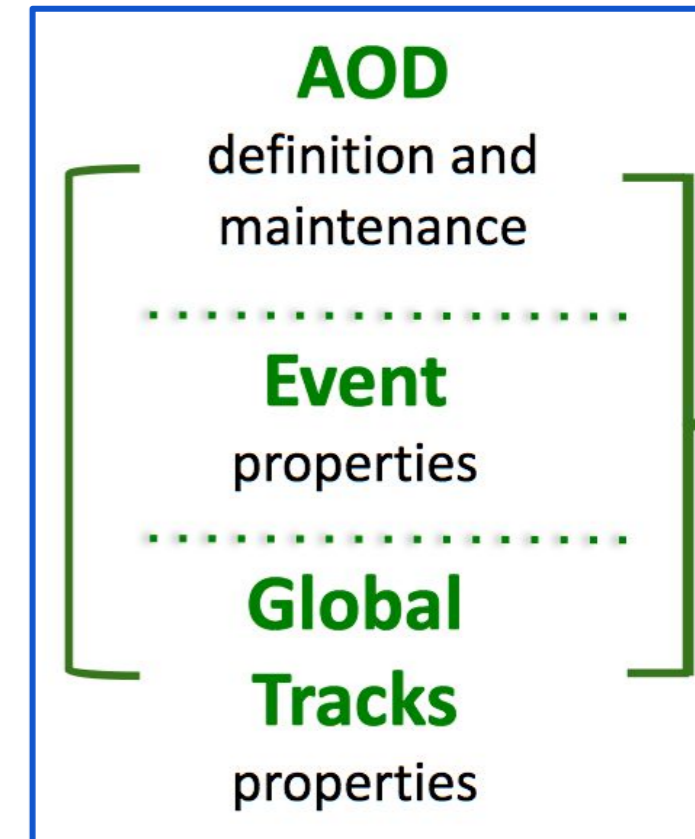 AOD
definition and
maintenance
Event
properties
Global
Tracks
properties